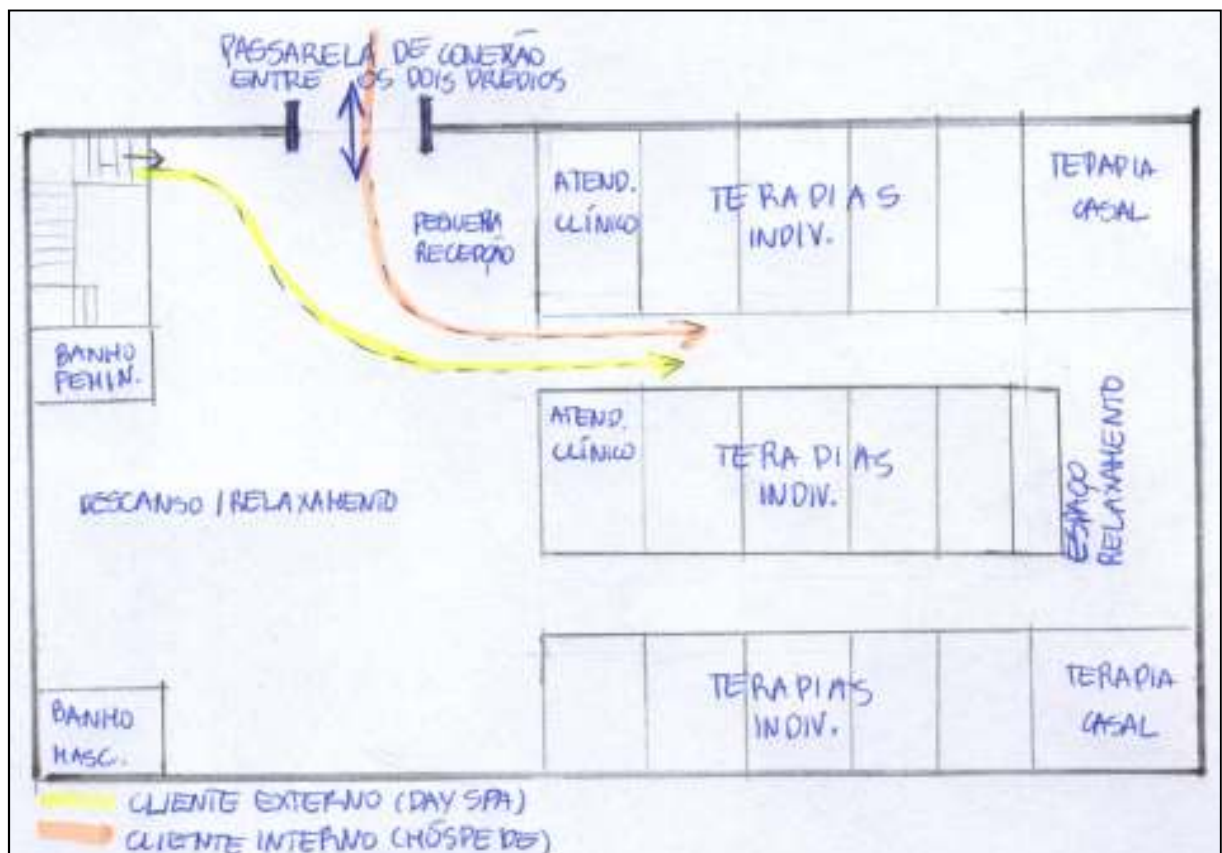 PASSARELA DE CONEXÃO
ENTRE OS DOIS PRÉDIOS
PEQUENA
RECEPÇÃO
ATEND.
CLÍNICO
TERAPIAS
INDIV.
TERAPIA
CASAL
BANHO
FEMIN.
ATEND.
CLÍNICO
TERAPIAS
INDIV.
ESPAÇO
RELAXAMENTO
DESCANSO / RELAXAMENTO
TERAPIAS
INDIV.
TERAPIA
CASAL
BANHO
MASC.
CLIENTE EXTERNO (DAY SPA)
CLIENTE INTERNO (HÓSPEDE)